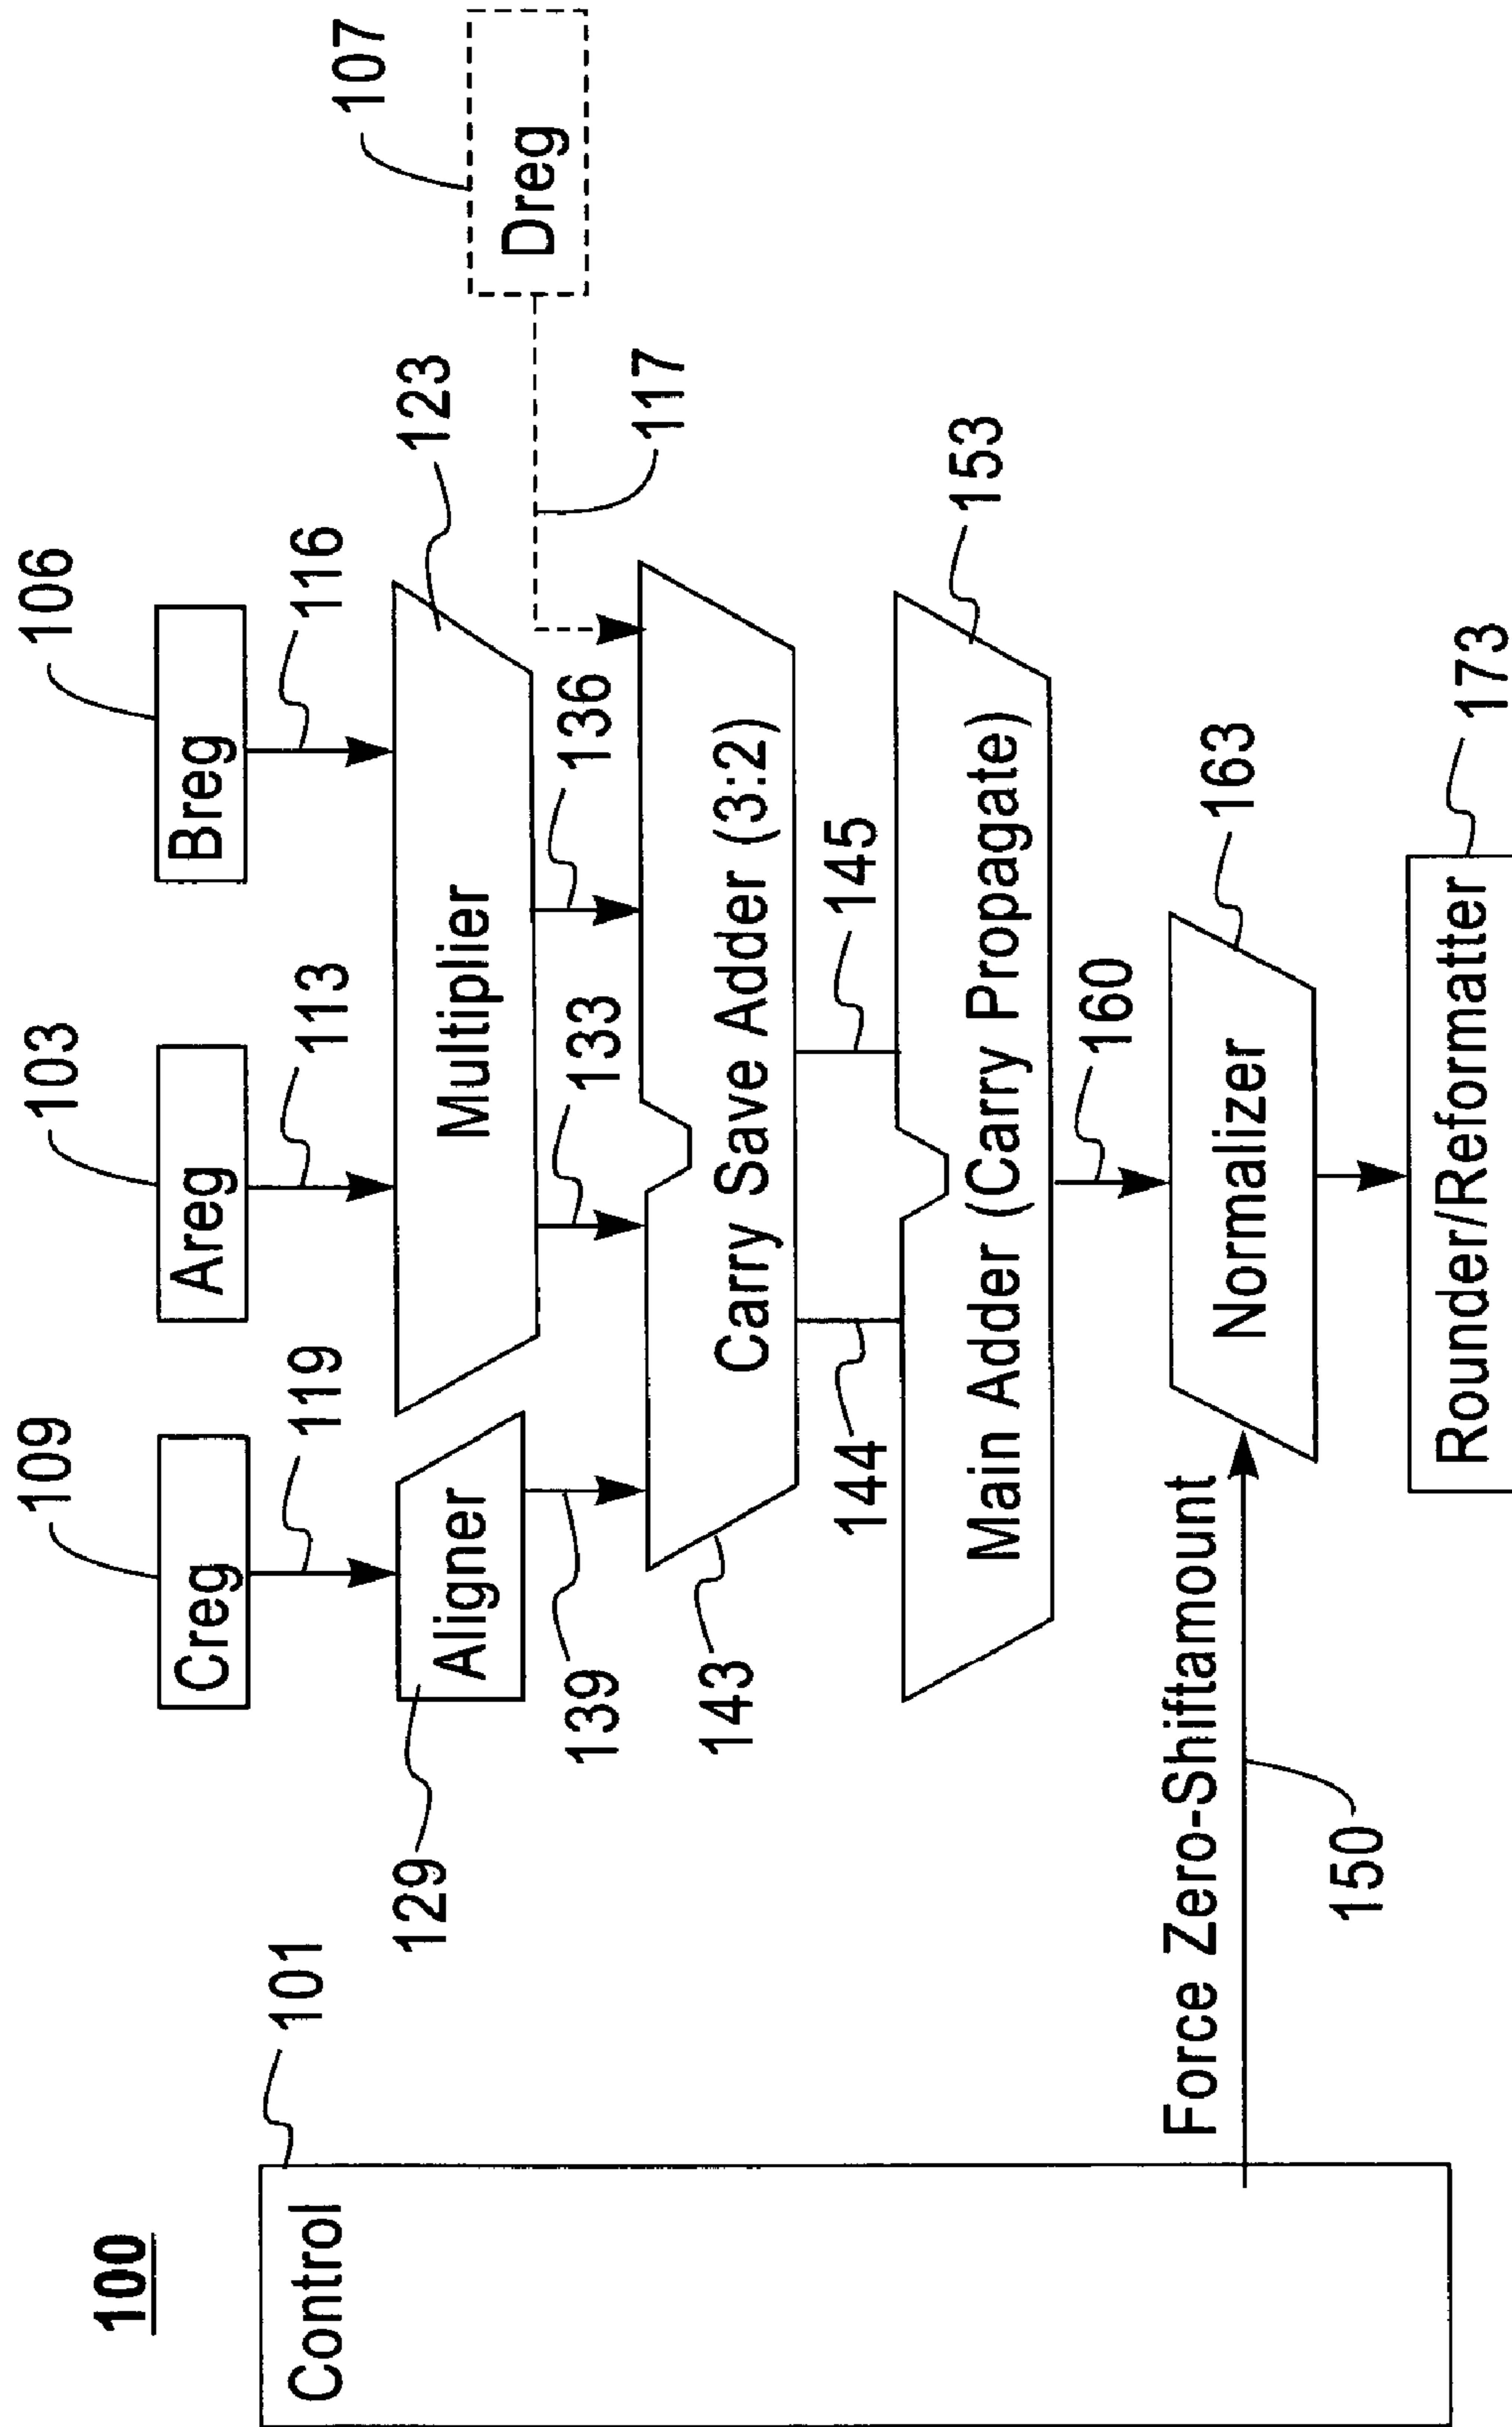 100
Control
101
109
103
106
Creg
Areg
Breg
107
Dreg
119
113
116
129
Aligner
Multiplier
123
139
133
136
117
143
Carry Save Adder (3:2)
144
145
Main Adder (Carry Propagate)
153
160
Force Zero-Shiftamount
150
Normalizer
163
Rounder/Reformatter
173